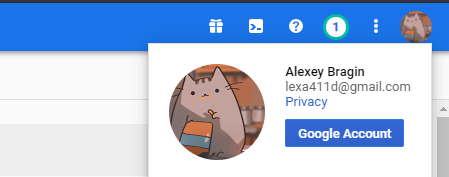 1
Alexey Bragin
lexa411d@gmail.com
Privacy
Google Account